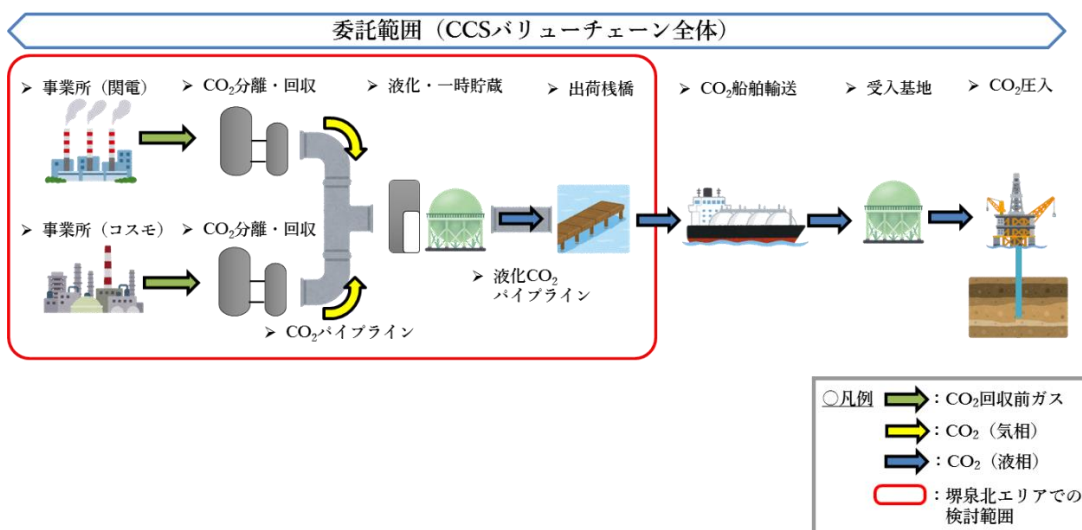 委託範囲（CCSバリューチェーン全体）
➢ 事業所（関電）
➢ CO₂分離・回収
➢ 液化・一時貯蔵
➢ 出荷桟橋
➢ CO₂船舶輸送
➢ 受入基地
➢ CO₂圧入
➢ 事業所（コスモ）
➢ CO₂分離・回収
➢ 液化CO₂
パイプライン
➢ CO₂パイプライン
○凡例
：CO₂回収前ガス
：CO₂（気相）
：CO₂（液相）
：堺泉北エリアでの
検討範囲